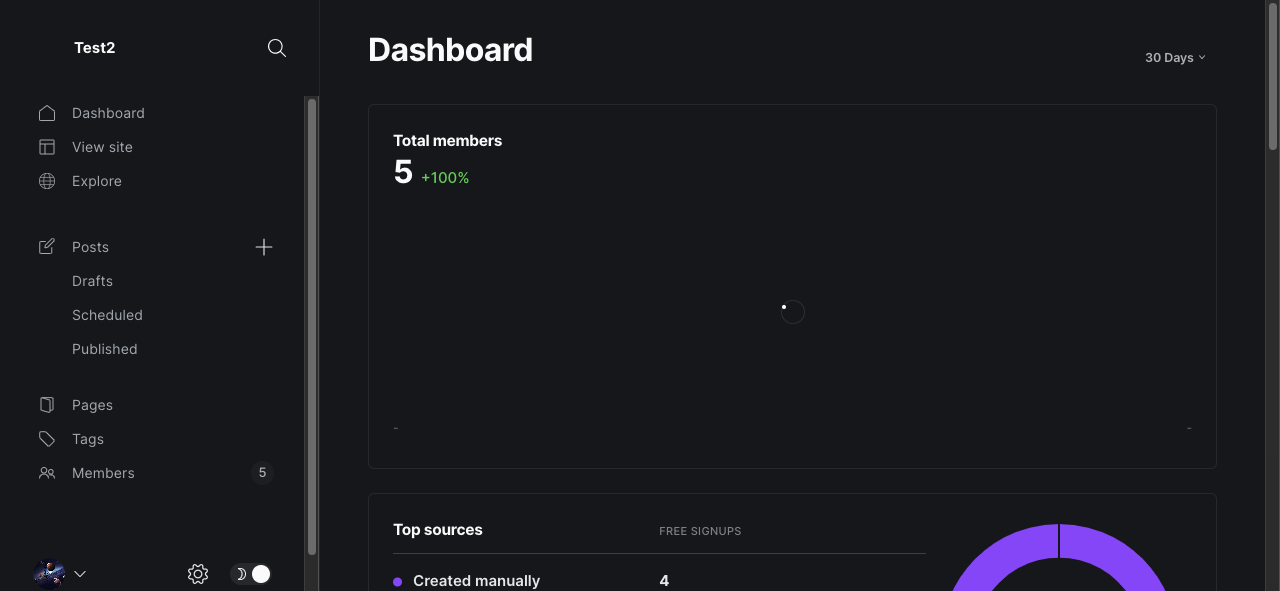 Test2
Dashboard
View site
Explore
Posts
Drafts
Scheduled
Published
Pages
Tags
Members 5
Dashboard
30 Days
Total members
5 +100%
- -
Top sources FREE SIGNUPS
Created manually 4